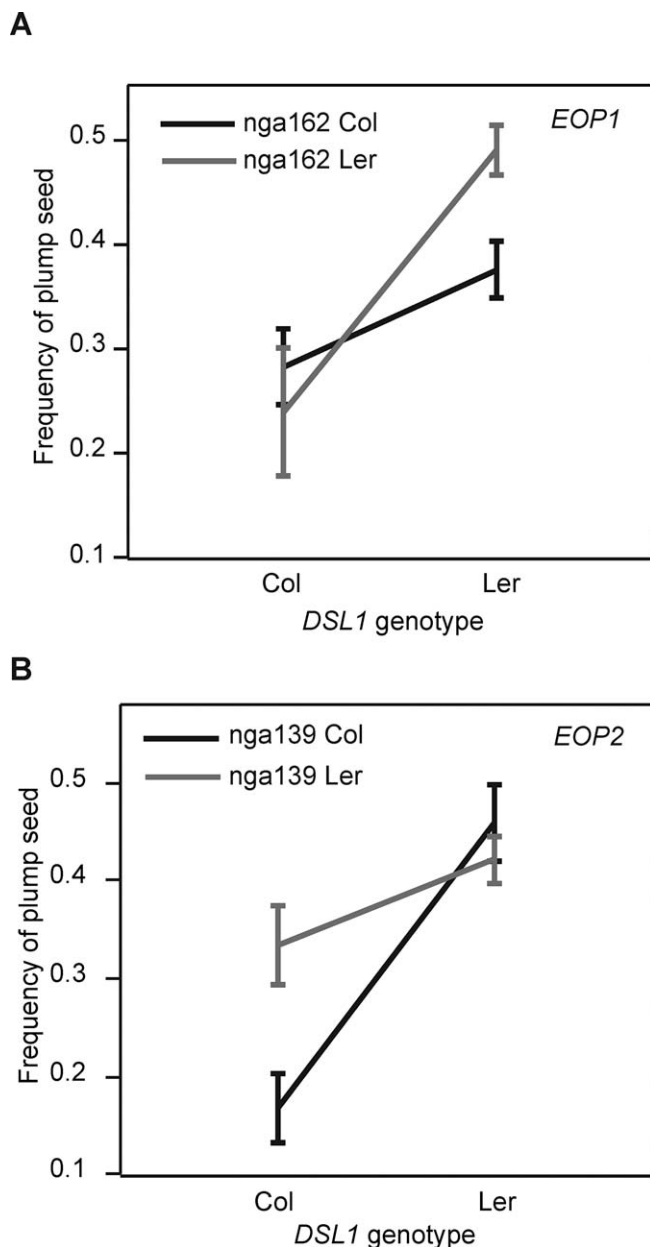 A
nga162 Col EOP1
nga162 Ler
0.5
0.4
0.3
0.2
0.1
Frequency of plump seed
Col Ler
DSL1 genotype
B
nga139 Col EOP2
nga139 Ler
0.5
0.4
0.3
0.2
0.1
Frequency of plump seed
Col Ler
DSL1 genotype